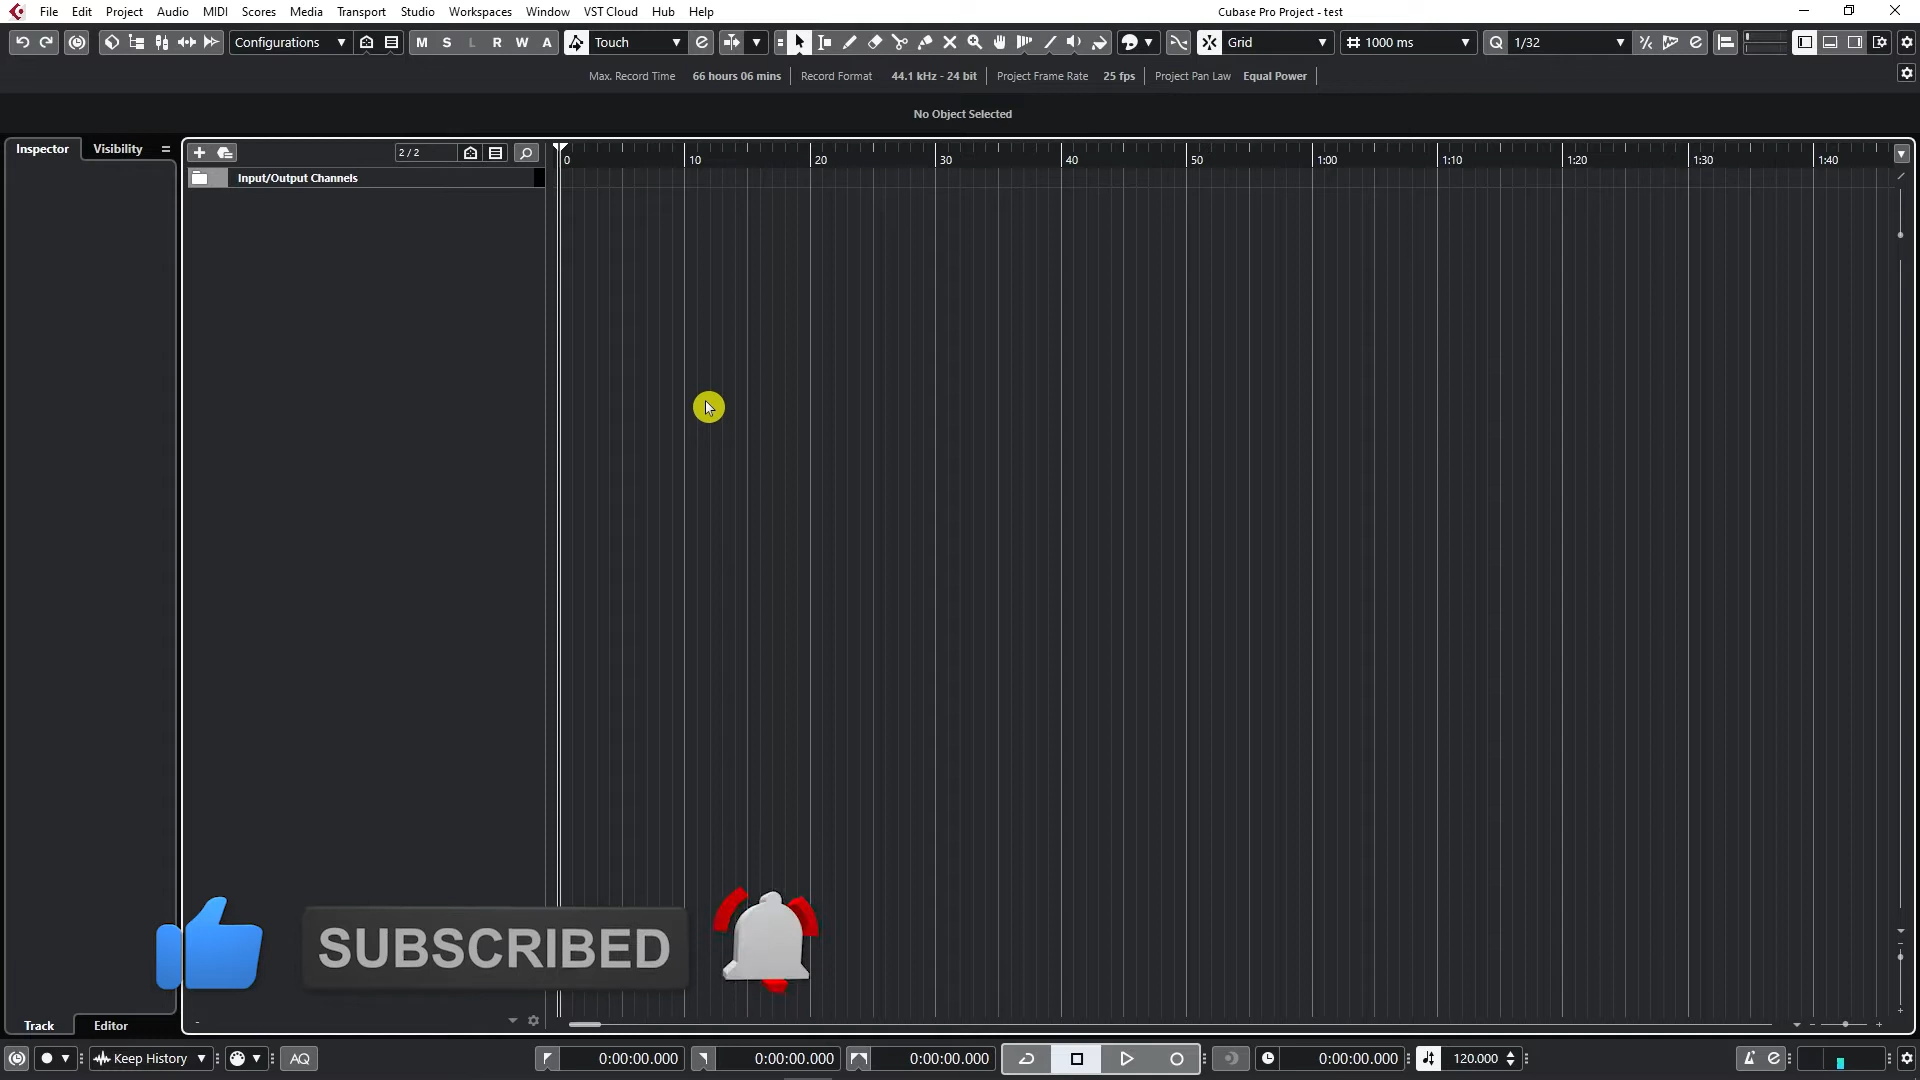 File Edit Project Audio MIDI Scores Media Transport Studio Workspaces Window VST Cloud Hub Help
Cubase Pro Project - test
Configurations M S L R W A Touch Grid 1000 ms Q 1/32
Max. Record Time 66 hours 06 mins Record Format 44.1 kHz - 24 bit Project Frame Rate 25 fps Project Pan Law Equal Power
No Object Selected
Inspector Visibility
2 / 2
0 10 20 30 40 50 1:00 1:10 1:20 1:30 1:40
Input/Output Channels
SUBSCRIBED
Track Editor
Keep History AQ 0:00:00.000 0:00:00.000 0:00:00.000 0:00:00.000 120.000